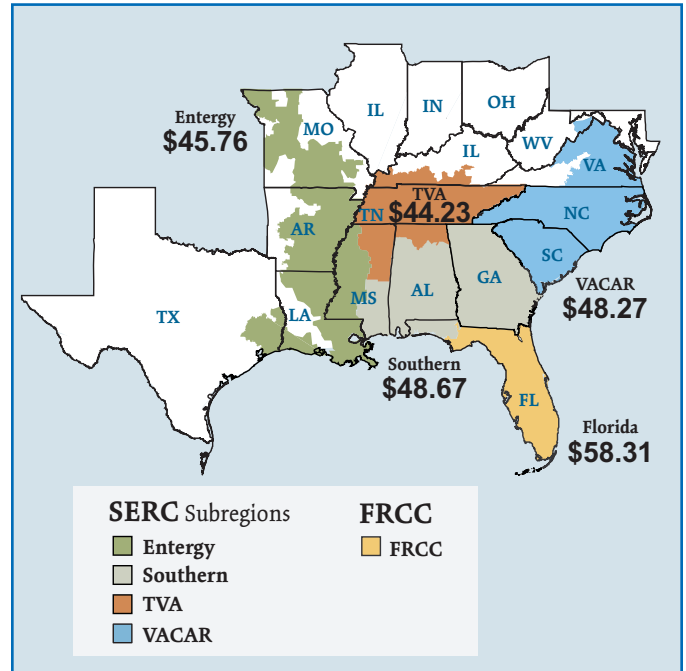 Entergy
$45.76
MO
IL
IN
OH
WV
IL
VA
TVA
TN $44.23
NC
AR
SC
GA
VACAR
$48.27
MS
AL
TX
LA
Southern
$48.67
FL
Florida
$58.31
SERC Subregions
Entergy
Southern
TVA
VACAR
FRCC
FRCC